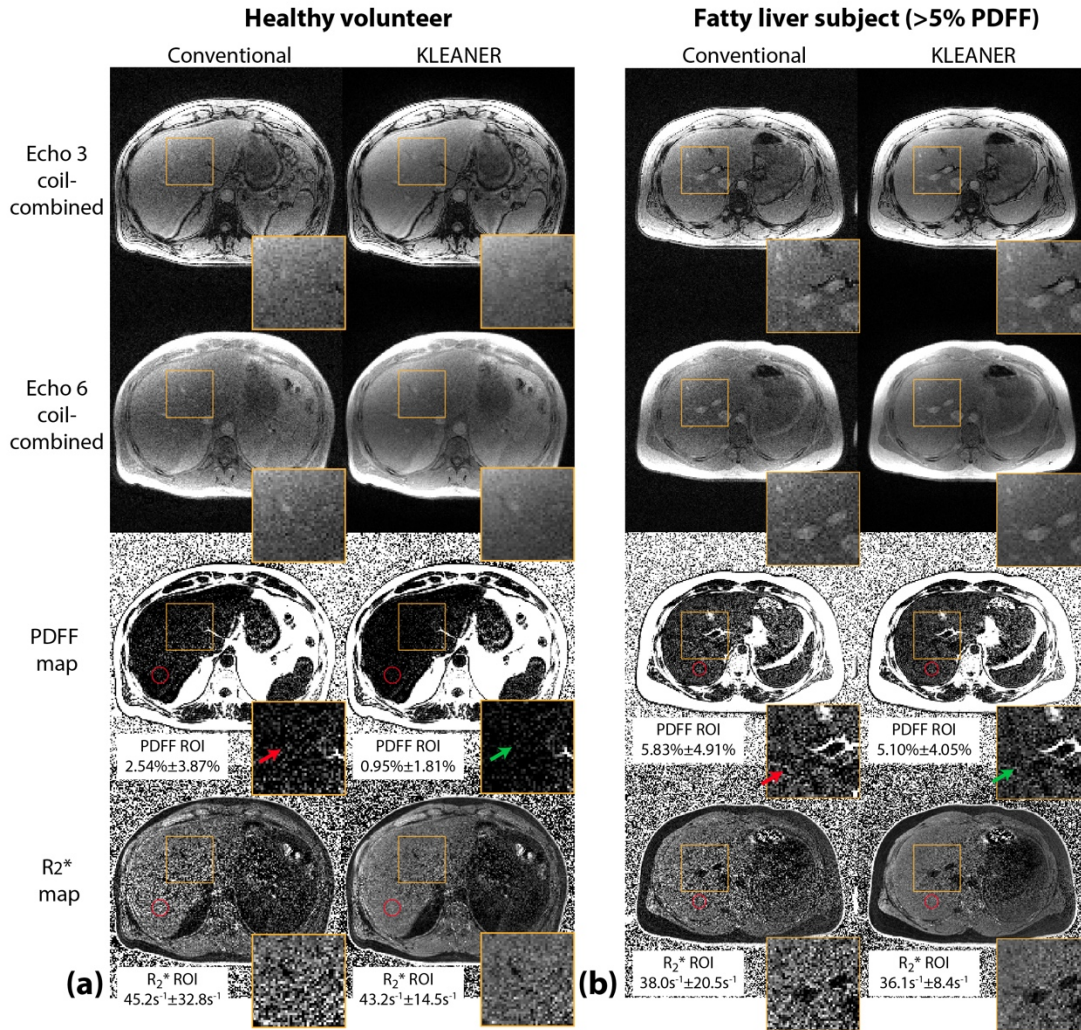 Healthy volunteer
Fatty liver subject (>5% PDFF)
Conventional
KLEANER
Conventional
KLEANER
Echo 3
coil-
combined
Echo 6
coil-
combined
PDFF
map
PDFF ROI
2.54%±3.87%
PDFF ROI
0.95%±1.81%
PDFF ROI
5.83%±4.91%
PDFF ROI
5.10%±4.05%
R₂*
map
(a)
R₂* ROI
45.2s⁻¹±32.8s⁻¹
R₂* ROI
43.2s⁻¹±14.5s⁻¹
(b)
R₂* ROI
38.0s⁻¹±20.5s⁻¹
R₂* ROI
36.1s⁻¹±8.4s⁻¹